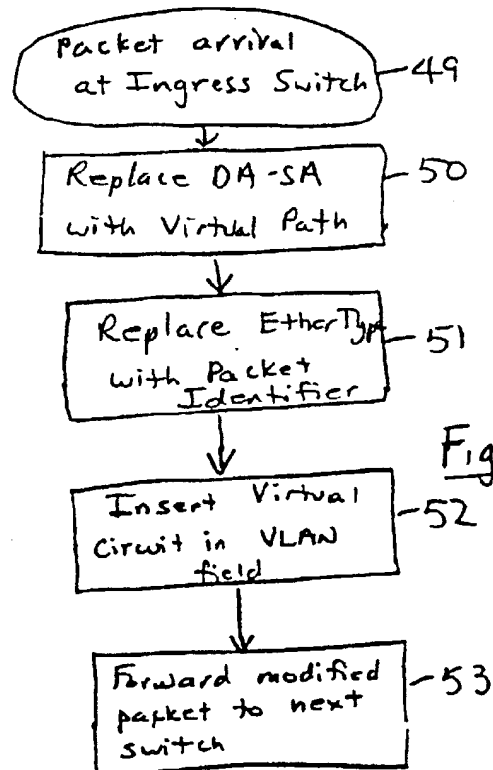 Packet arrival
at Ingress Switch
49
Replace DA-SA
with Virtual Path
50
Replace EtherType
with Packet
Identifier
51
Fig
Insert Virtual
Circuit in VLAN
field
52
Forward modified
packet to next
switch
53